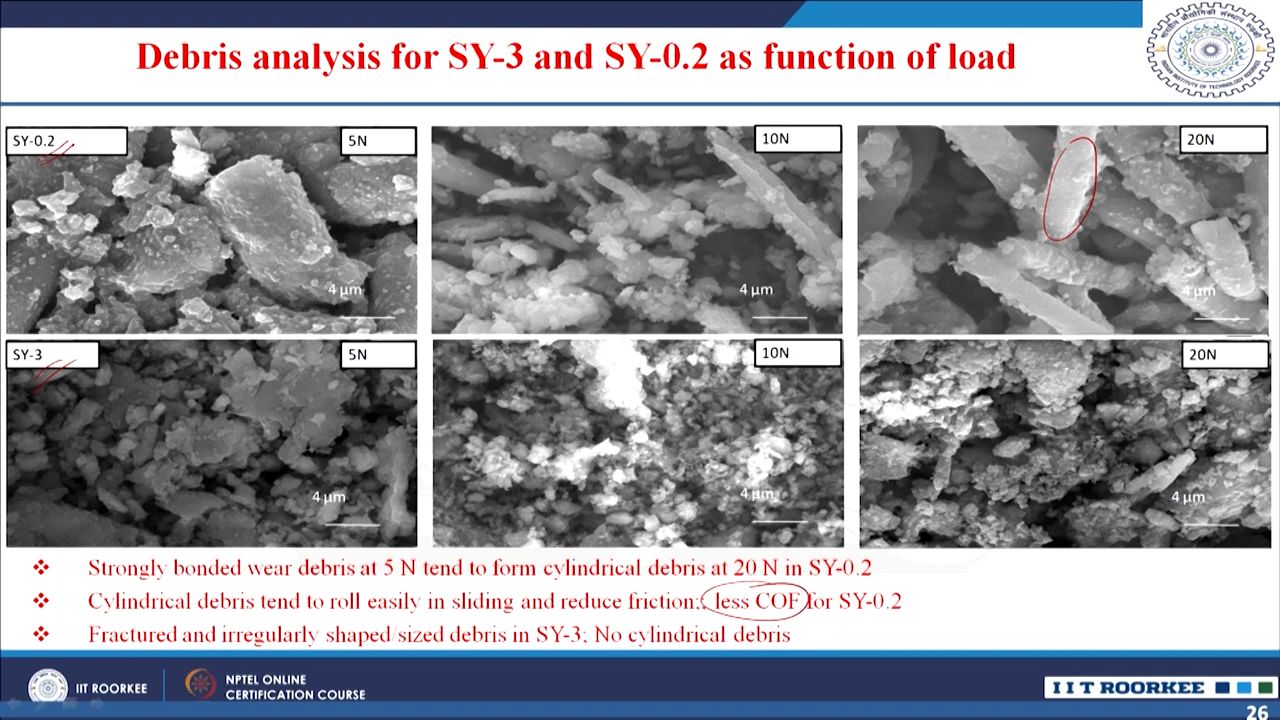 Debris analysis for SY-3 and SY-0.2 as function of load
SY-0.2
5N
10N
20N
4 μm
4 μm
4 μm
SY-3
5N
10N
20N
4 μm
4 μm
4 μm
❖ Strongly bonded wear debris at 5 N tend to form cylindrical debris at 20 N in SY-0.2
❖ Cylindrical debris tend to roll easily in sliding and reduce friction;; less COF for SY-0.2
❖ Fractured and irregularly shaped/sized debris in SY-3; No cylindrical debris
IIT ROORKEE
NPTEL ONLINE
CERTIFICATION COURSE
IIT ROORKEE
26